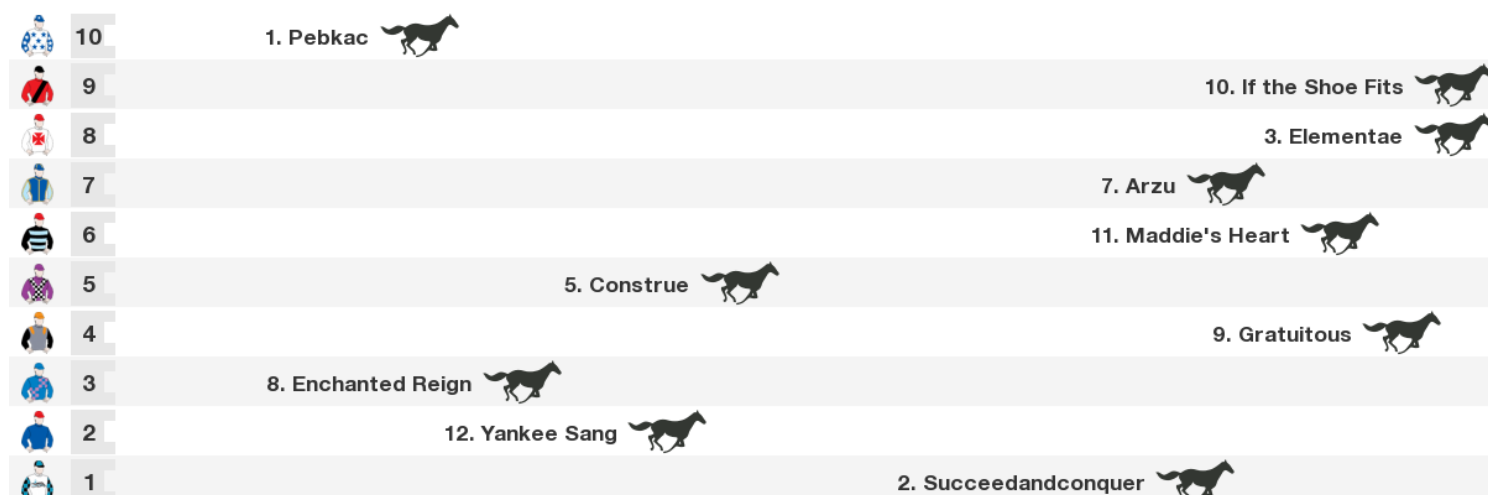 10 1. Pebkac
9 10. If the Shoe Fits
8 3. Elementae
7 7. Arzu
6 11. Maddie's Heart
5 5. Construe
4 9. Gratuitous
3 8. Enchanted Reign
2 12. Yankee Sang
1 2. Succeedandconquer